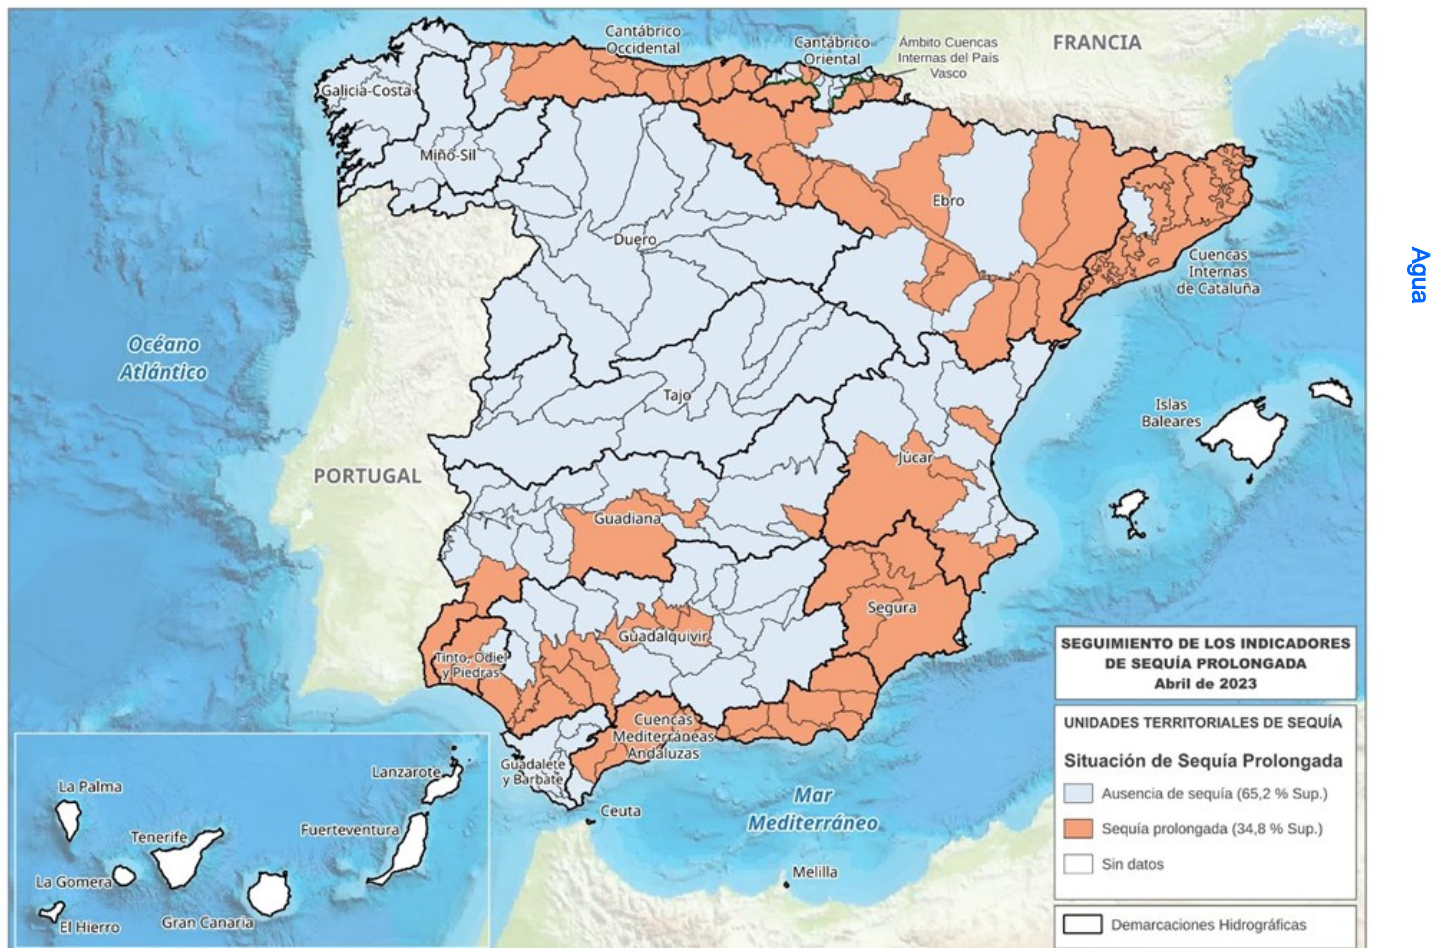 Cantábrico
Occidental
Cantábrico
Oriental
Ámbito Cuencas
Internas del País
Vasco
FRANCIA
Galicia-Costa
Miño-Sil
Ebro
Duero
Cuencas
Internas
de Cataluña
Agua
Océano
Atlántico
Tajo
Islas
Baleares
PORTUGAL
Júcar
Guadiana
Segura
Guadalquivir
Tinto, Odiel
y Piedras
Cuencas
Mediterráneas
Andaluzas
Guadalete
y Barbate
Ceuta
Mar
Mediterráneo
Melilla
La Palma
Lanzarote
Tenerife
Fuerteventura
La Gomera
El Hierro
Gran Canaria
SEGUIMIENTO DE LOS INDICADORES
DE SEQUÍA PROLONGADA
Abril de 2023
UNIDADES TERRITORIALES DE SEQUÍA
Situación de Sequía Prolongada
Ausencia de sequía (65,2 % Sup.)
Sequía prolongada (34,8 % Sup.)
Sin datos
Demarcaciones Hidrográficas